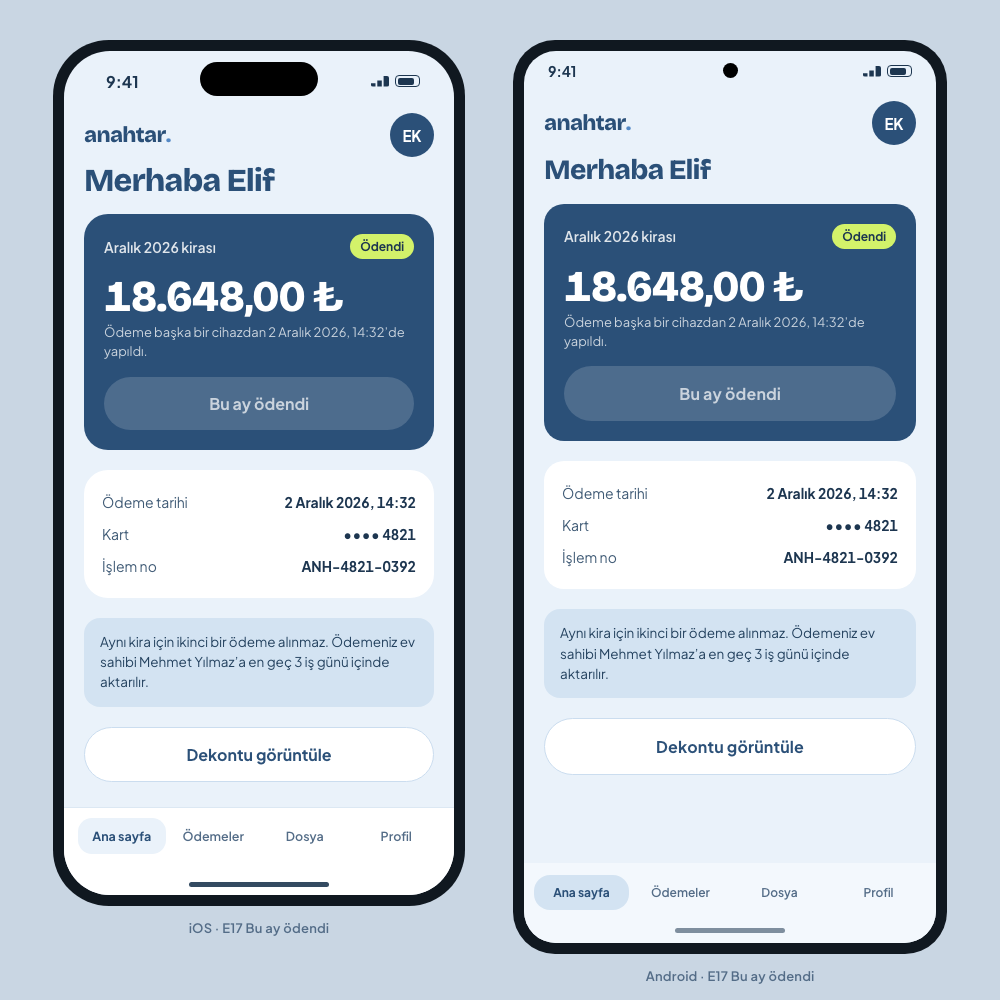 9:41
anahtar.
EK
Merhaba Elif
Aralık 2026 kirası
Ödendi
18.648,00 ₺
Ödeme başka bir cihazdan 2 Aralık 2026, 14:32’de
yapıldı.
Bu ay ödendi
Ödeme tarihi 2 Aralık 2026, 14:32
Kart •••• 4821
İşlem no ANH-4821-0392
Aynı kira için ikinci bir ödeme alınmaz. Ödemeniz ev
sahibi Mehmet Yılmaz’a en geç 3 iş günü içinde
aktarılır.
Dekontu görüntüle
Ana sayfa Ödemeler Dosya Profil
iOS · E17 Bu ay ödendi
9:41
anahtar.
EK
Merhaba Elif
Aralık 2026 kirası
Ödendi
18.648,00 ₺
Ödeme başka bir cihazdan 2 Aralık 2026, 14:32’de
yapıldı.
Bu ay ödendi
Ödeme tarihi 2 Aralık 2026, 14:32
Kart •••• 4821
İşlem no ANH-4821-0392
Aynı kira için ikinci bir ödeme alınmaz. Ödemeniz ev
sahibi Mehmet Yılmaz’a en geç 3 iş günü içinde
aktarılır.
Dekontu görüntüle
Ana sayfa Ödemeler Dosya Profil
Android · E17 Bu ay ödendi